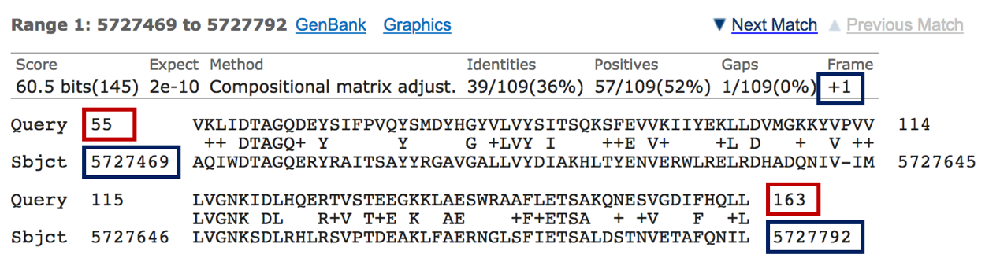 Range 1: 5727469 to 5727792 GenBank Graphics Next Match Previous Match
Score Expect Method Identities Positives Gaps Frame
60.5 bits(145) 2e-10 Compositional matrix adjust. 39/109(36%) 57/109(52%) 1/109(0%) +1
Query 55 VKLIDTAGQDEYSIFPVQYSMDYHGYVLVYSITSQKSFEVVKIIYEKLLDVMGKKYVPVV 114
++ DTAGQ+ Y Y G +LVY I ++E V+ +L D + V ++
Sbjct 5727469 AQIWDTAGQERYRAITSAYYRGAVGALLVYDIAKHLTYENVERWLRELRDHADQNIV-IM 5727645
Query 115 LVGNKIDLHQERTVSTEEGKKLAESWRAAFLETSAKQNESVGDIFHQLL 163
LVGNK DL R+V T+E K AE +F+ETSA + +V F +L
Sbjct 5727646 LVGNKSDLRHLRSVPTDEAKLFAERNGLSFIETSALDSTNVETAFQNIL 5727792